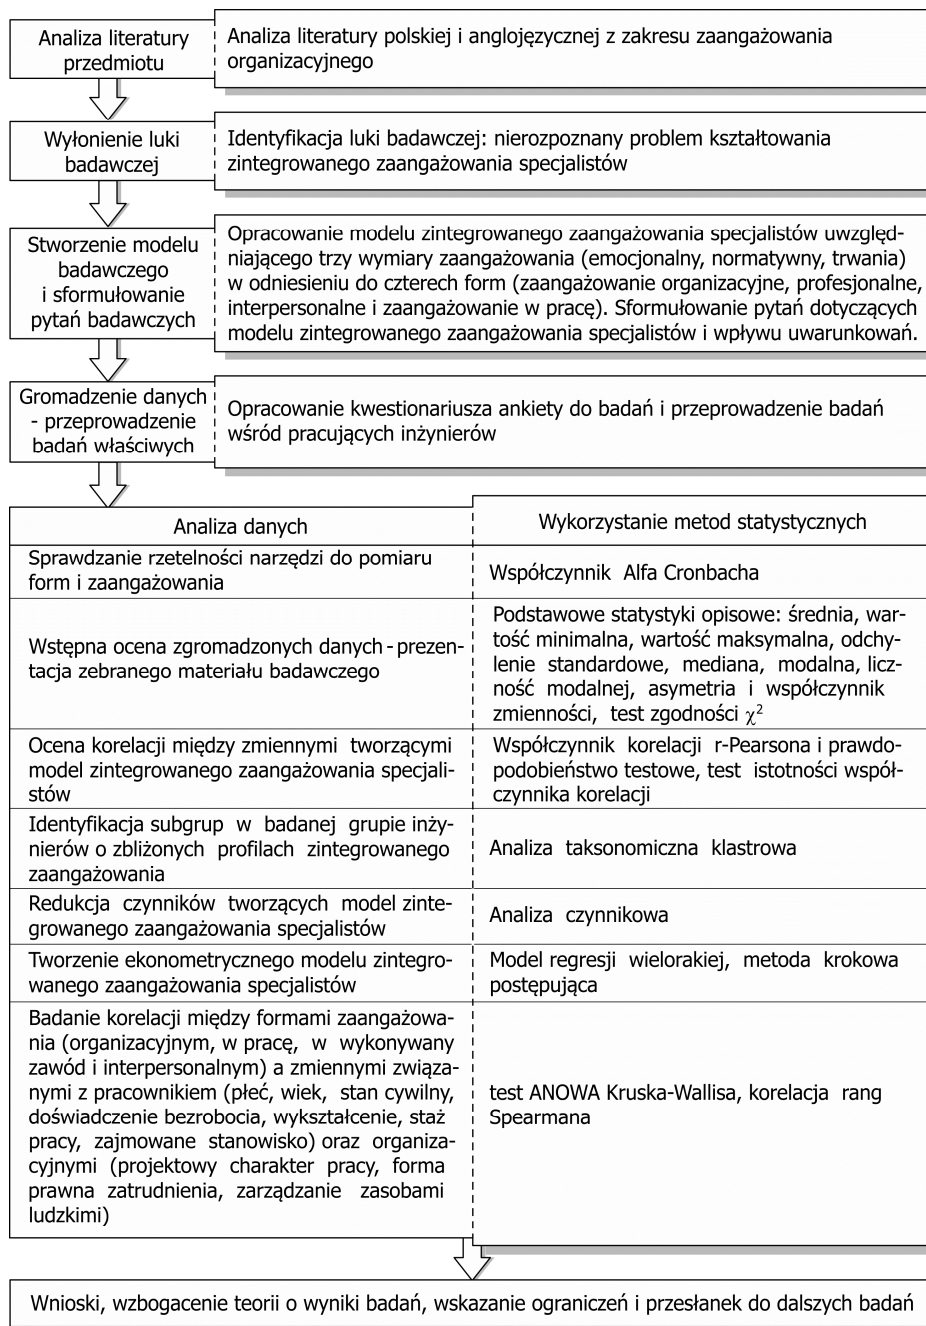 Analiza literatury
przedmiotu
Analiza literatury polskiej i anglojęzycznej z zakresu zaangażowania
organizacyjnego
Wyłonienie luki
badawczej
Identyfikacja luki badawczej: nierozpoznany problem kształtowania
zintegrowanego zaangażowania specjalistów
Stworzenie modelu
badawczego
i sformułowanie
pytań badawczych
Opracowanie modelu zintegrowanego zaangażowania specjalistów uwzględ-
niającego trzy wymiary zaangażowania (emocjonalny, normatywny, trwania)
w odniesieniu do czterech form (zaangażowanie organizacyjne, profesjonalne,
interpersonalne i zaangażowanie w pracę). Sformułowanie pytań dotyczących
modelu zintegrowanego zaangażowania specjalistów i wpływu uwarunkowań.
Gromadzenie danych
- przeprowadzenie
badań właściwych
Opracowanie kwestionariusza ankiety do badań i przeprowadzenie badań
wśród pracujących inżynierów
Analiza danych
Wykorzystanie metod statystycznych
Sprawdzanie rzetelności narzędzi do pomiaru
form i zaangażowania
Współczynnik Alfa Cronbacha
Wstępna ocena zgromadzonych danych - prezen-
tacja zebranego materiału badawczego
Podstawowe statystyki opisowe: średnia, war-
tość minimalna, wartość maksymalna, odchy-
lenie standardowe, mediana, modalna, licz-
ność modalnej, asymetria i współczynnik
zmienności, test zgodności χ²
Ocena korelacji między zmiennymi tworzącymi
model zintegrowanego zaangażowania specjali-
stów
Współczynnik korelacji r-Pearsona i prawdo-
podobieństwo testowe, test istotności współ-
czynnika korelacji
Identyfikacja subgrup w badanej grupie inży-
nierów o zbliżonych profilach zintegrowanego
zaangażowania
Analiza taksonomiczna klastrowa
Redukcja czynników tworzących model zinte-
growanego zaangażowania specjalistów
Analiza czynnikowa
Tworzenie ekonometrycznego modelu zintegro-
wanego zaangażowania specjalistów
Model regresji wielorakiej, metoda krokowa
postępująca
Badanie korelacji między formami zaangażowa-
nia (organizacyjnym, w pracę, w wykonywany
zawód i interpersonalnym) a zmiennymi związa-
nymi z pracownikiem (płeć, wiek, stan cywilny,
doświadczenie bezrobocia, wykształcenie, staż
pracy, zajmowane stanowisko) oraz organiza-
cyjnymi (projektowy charakter pracy, forma
prawna zatrudnienia, zarządzanie zasobami
ludzkimi)
test ANOWA Kruska-Wallisa, korelacja rang
Spearmana
Wnioski, wzbogacenie teorii o wyniki badań, wskazanie ograniczeń i przesłanek do dalszych badań